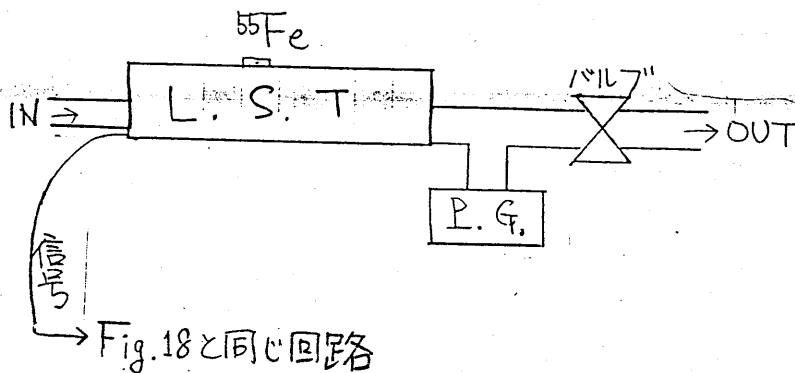 ⁵⁵Fe
バルブ
IN →
L. S. T
→ OUT
P. G.
信号
→ Fig.18と同じ回路